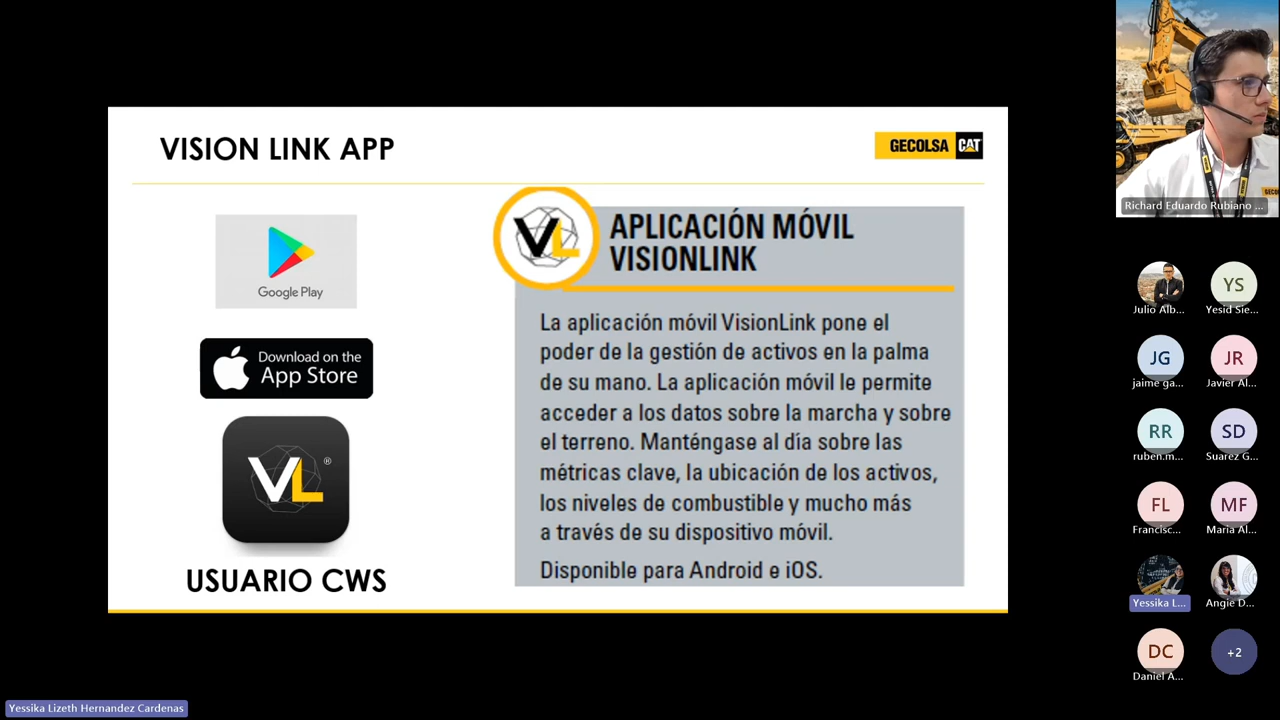 VISION LINK APP
GECOLSA CAT
Google Play
Download on the
App Store
VL
®
USUARIO CWS
VL
APLICACIÓN MÓVIL
VISIONLINK
La aplicación móvil VisionLink pone el
poder de la gestión de activos en la palma
de su mano. La aplicación móvil le permite
acceder a los datos sobre la marcha y sobre
el terreno. Manténgase al día sobre las
métricas clave, la ubicación de los activos,
los niveles de combustible y mucho más
a través de su dispositivo móvil.
Disponible para Android e iOS.
Richard Eduardo Rubiano ...
Julio Alb...
YS
Yesid Sie...
JG
jaime ga...
JR
Javier Al...
RR
ruben.m...
SD
Suarez G...
FL
Francisc...
MF
Maria Al...
Yessika L...
Angie D...
DC
Daniel A...
+2
Yessika Lizeth Hernandez Cardenas